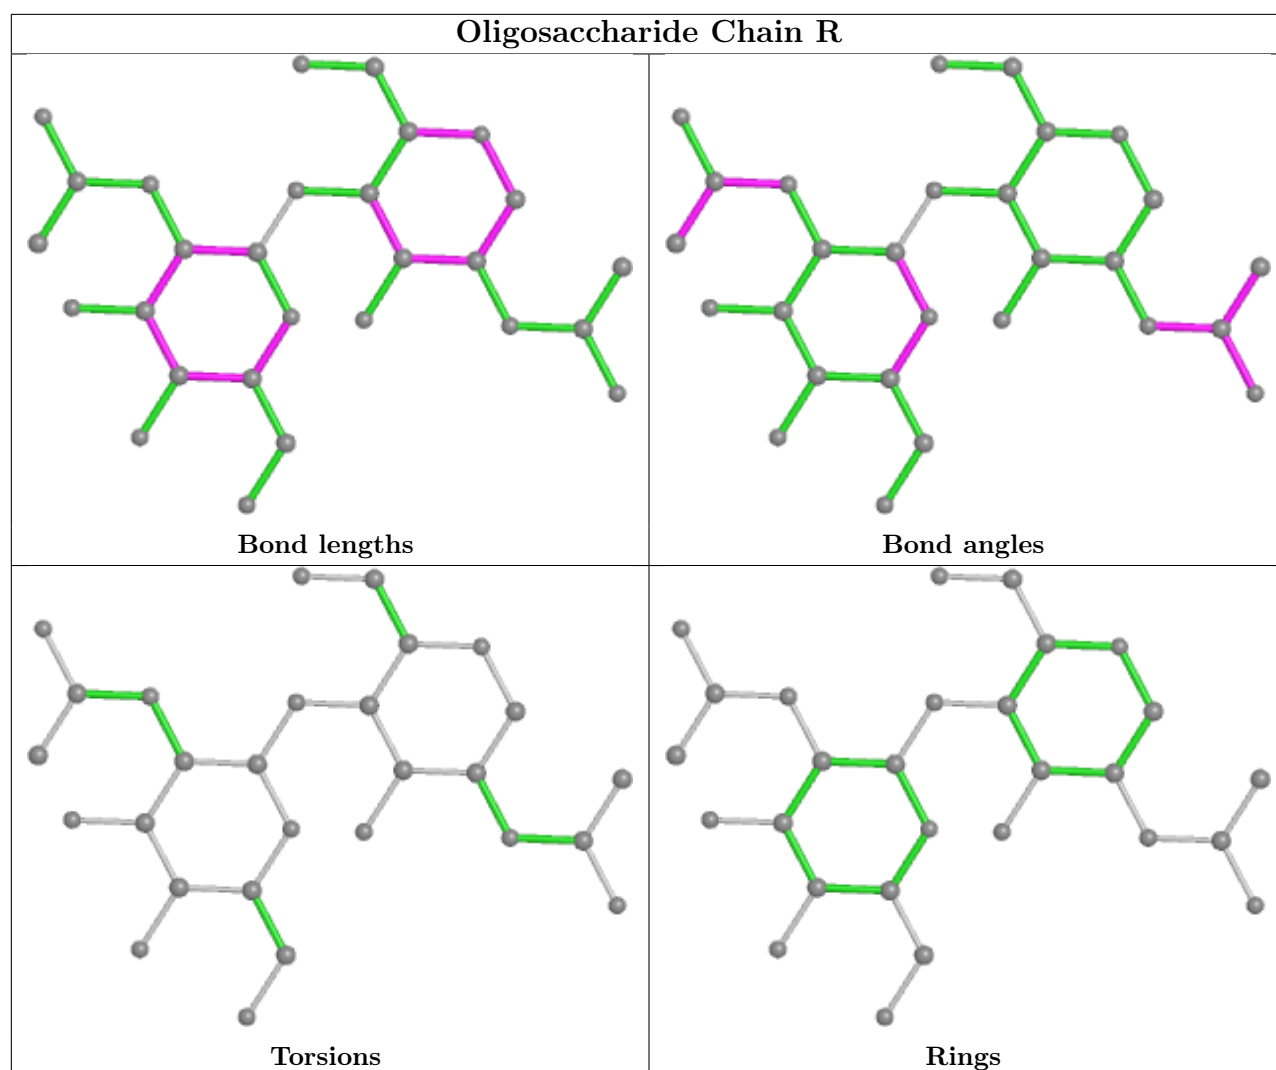 Oligosaccharide Chain R
Bond lengths
Bond angles
Torsions
Rings